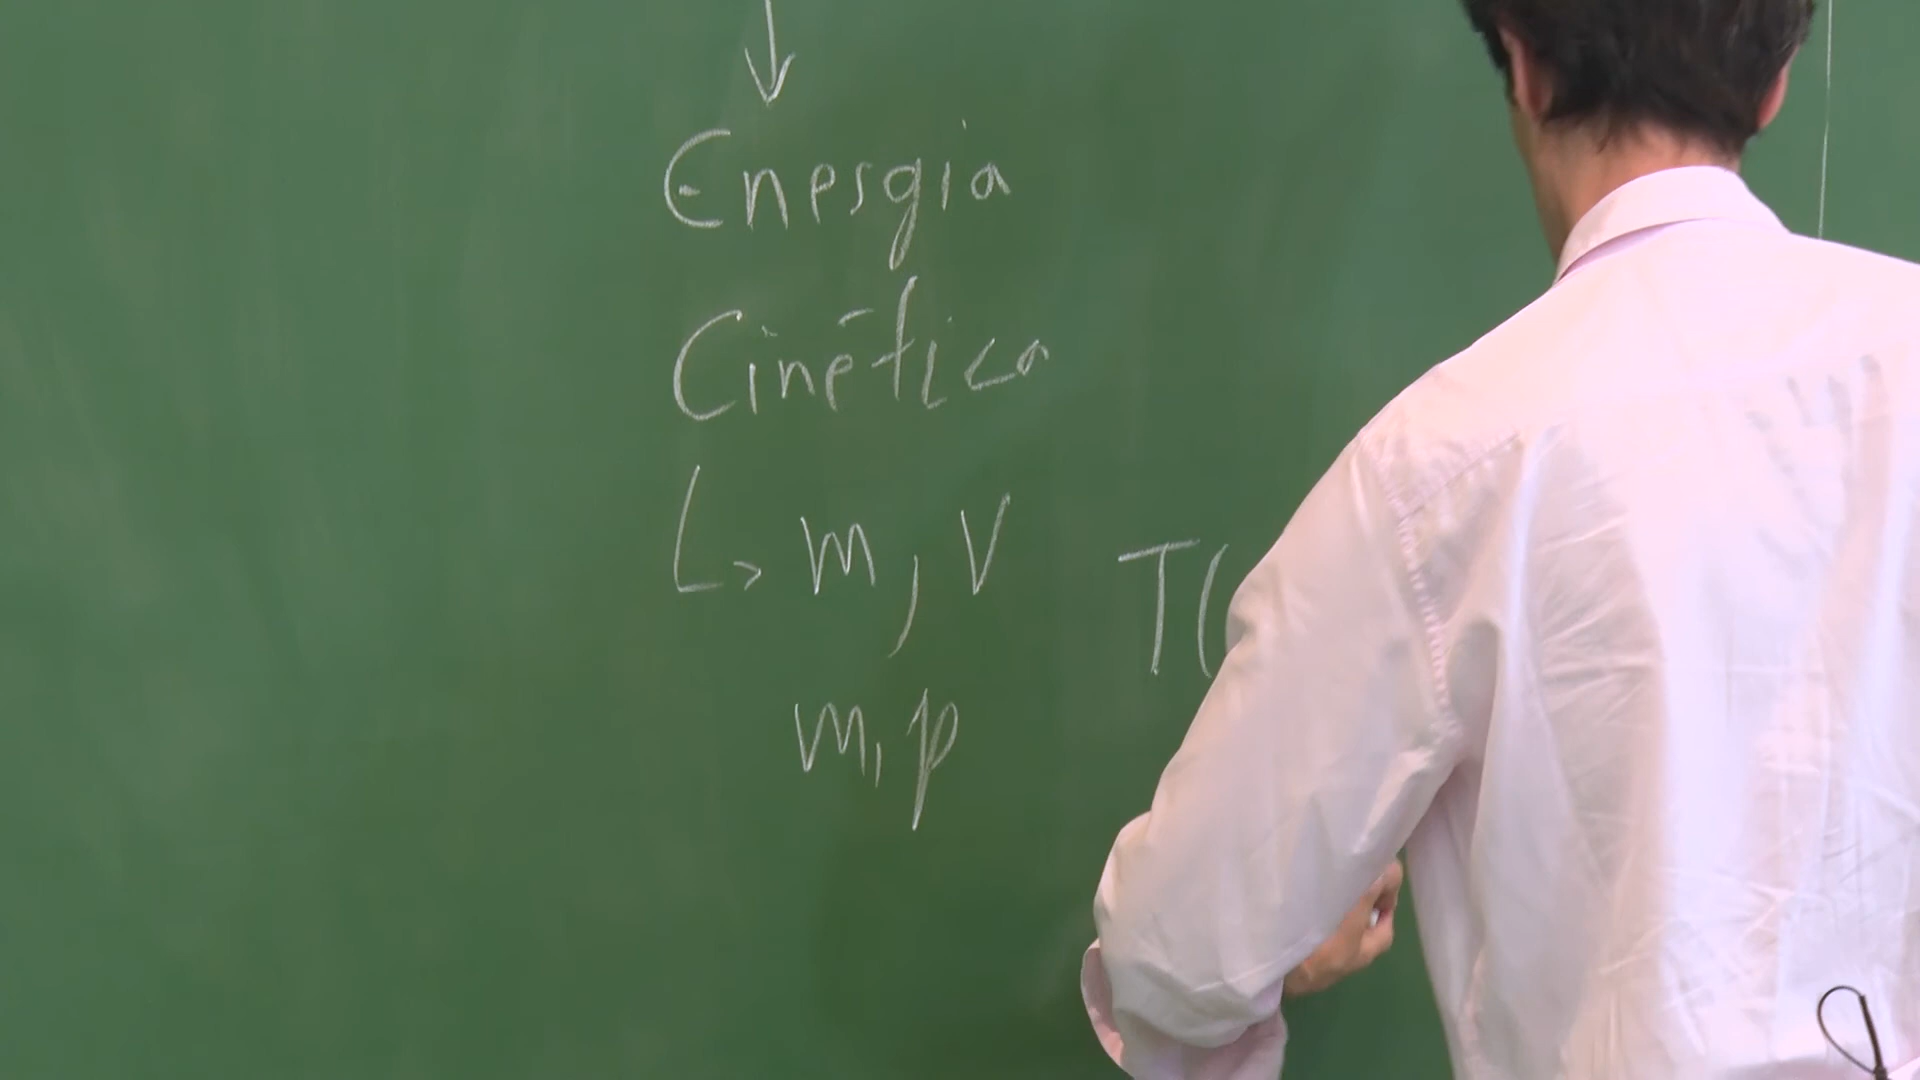 Energia
Cinética
↳ m, v T(
m, p